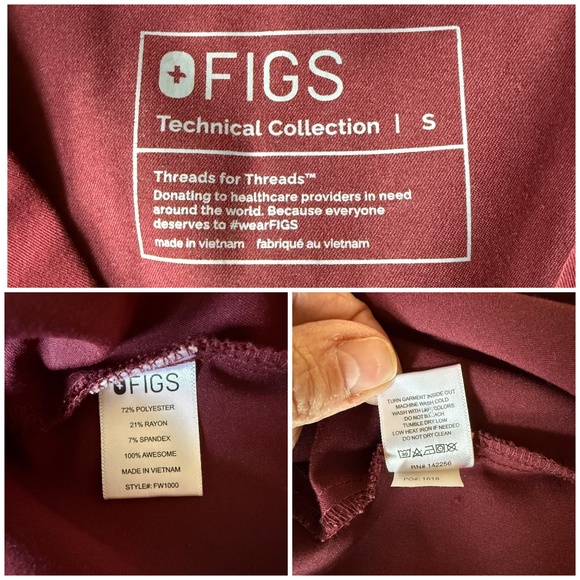 FIGS
Technical Collection | S
Threads for Threads™
Donating to healthcare providers in need
around the world. Because everyone
deserves to #wearFIGS
made in vietnam fabriqué au vietnam
FIGS
72% POLYESTER
21% RAYON
7% SPANDEX
100% AWESOME
MADE IN VIETNAM
STYLE#: FW1000
TURN GARMENT INSIDE OUT
MACHINE WASH COLD
WASH WITH LIKE COLORS
DO NOT BLEACH
TUMBLE DRY LOW
LOW HEAT IRON IF NEEDED
DO NOT DRY CLEAN
RN# 142256